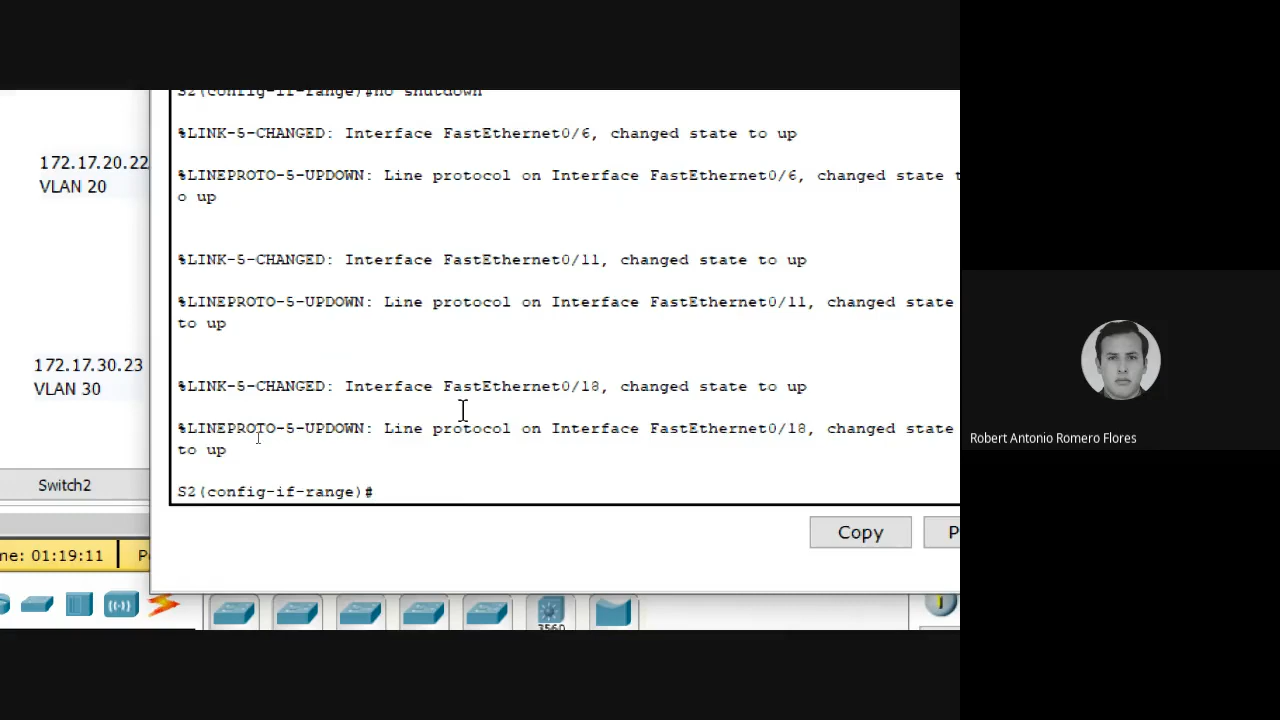 S2(config-if-range)#no shutdown
%LINK-5-CHANGED: Interface FastEthernet0/6, changed state to up
%LINEPROTO-5-UPDOWN: Line protocol on Interface FastEthernet0/6, changed state t
o up
%LINK-5-CHANGED: Interface FastEthernet0/11, changed state to up
%LINEPROTO-5-UPDOWN: Line protocol on Interface FastEthernet0/11, changed state
to up
%LINK-5-CHANGED: Interface FastEthernet0/18, changed state to up
%LINEPROTO-5-UPDOWN: Line protocol on Interface FastEthernet0/18, changed state
to up
S2(config-if-range)#
172.17.20.22
VLAN 20
172.17.30.23
VLAN 30
Switch2
Copy
P
me: 01:19:11
3560
Robert Antonio Romero Flores